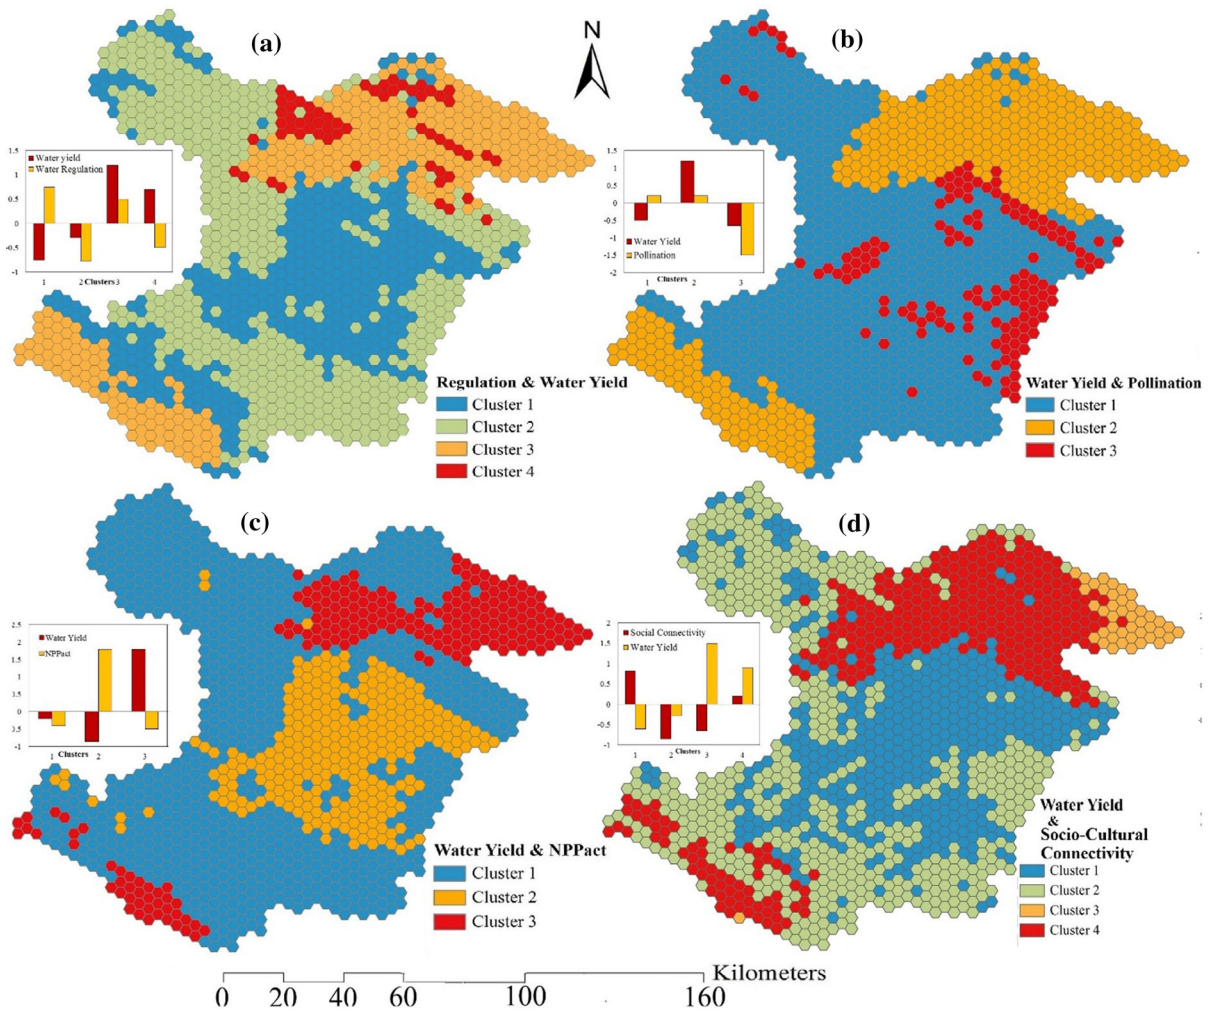 (a)
N
(b)
1.5
1
0.5
0
-0.5
-1
Water yield
Water Regulation
1
2
Clusters
3
4
Regulation & Water Yield
Cluster 1
Cluster 2
Cluster 3
Cluster 4
1.5
1
0.5
0
-0.5
-1
-1.5
-2
Water Yield
Pollination
Clusters
1
2
3
Water Yield & Pollination
Cluster 1
Cluster 2
Cluster 3
(c)
2.5
2
1.5
1
0.5
0
-0.5
-1
Water Yield
NPPact
Clusters
1
2
3
Water Yield & NPPact
Cluster 1
Cluster 2
Cluster 3
(d)
2
1.5
1
0.5
0
-0.5
-1
Social Connectivity
Water Yield
1
2
Clusters
3
4
Water Yield
&
Socio-Cultural
Connectivity
Cluster 1
Cluster 2
Cluster 3
Cluster 4
Kilometers
0 20 40 60 100 160